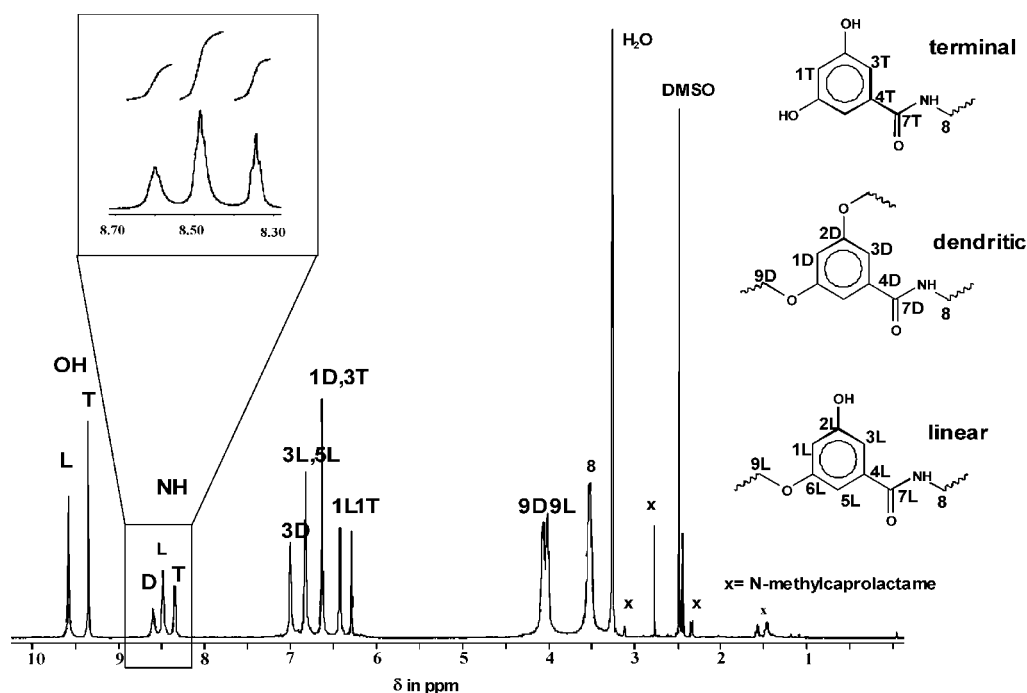 8.70 8.50 8.30
OH
L
T
NH
D
L
T
3D
3L,5L
1D,3T
1L1T
9D9L
8
x
H₂O
x
DMSO
x
x= N-methylcaprolactame
x
10 9 8 7 6 5 4 3 2 1
δ in ppm
terminal
OH
1T
3T
4T
HO
NH
7T
8
O
dendritic
O
2D
1D
3D
9D
4D
O
NH
7D
8
O
linear
OH
2L
1L
3L
9L
4L
O
6L
5L
NH
7L
8
O